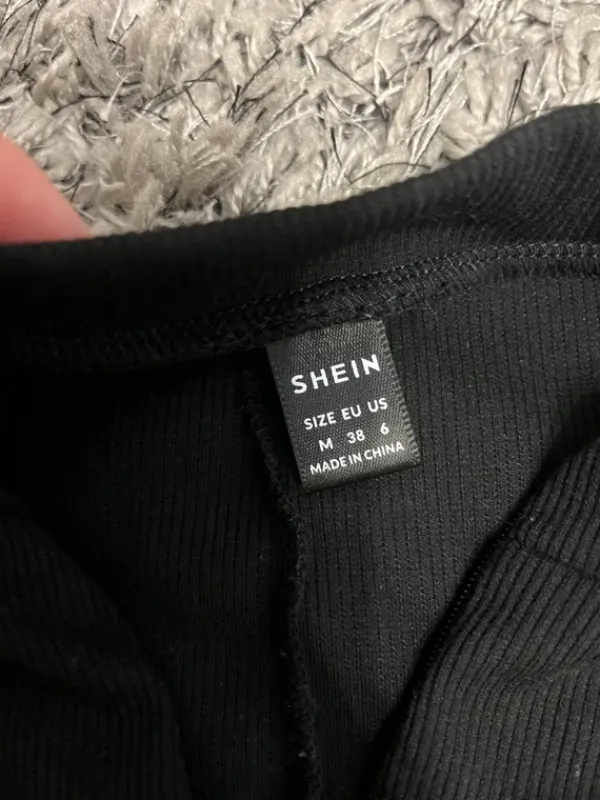 SHEIN
SIZE EU US
M 38 6
MADE IN CHINA